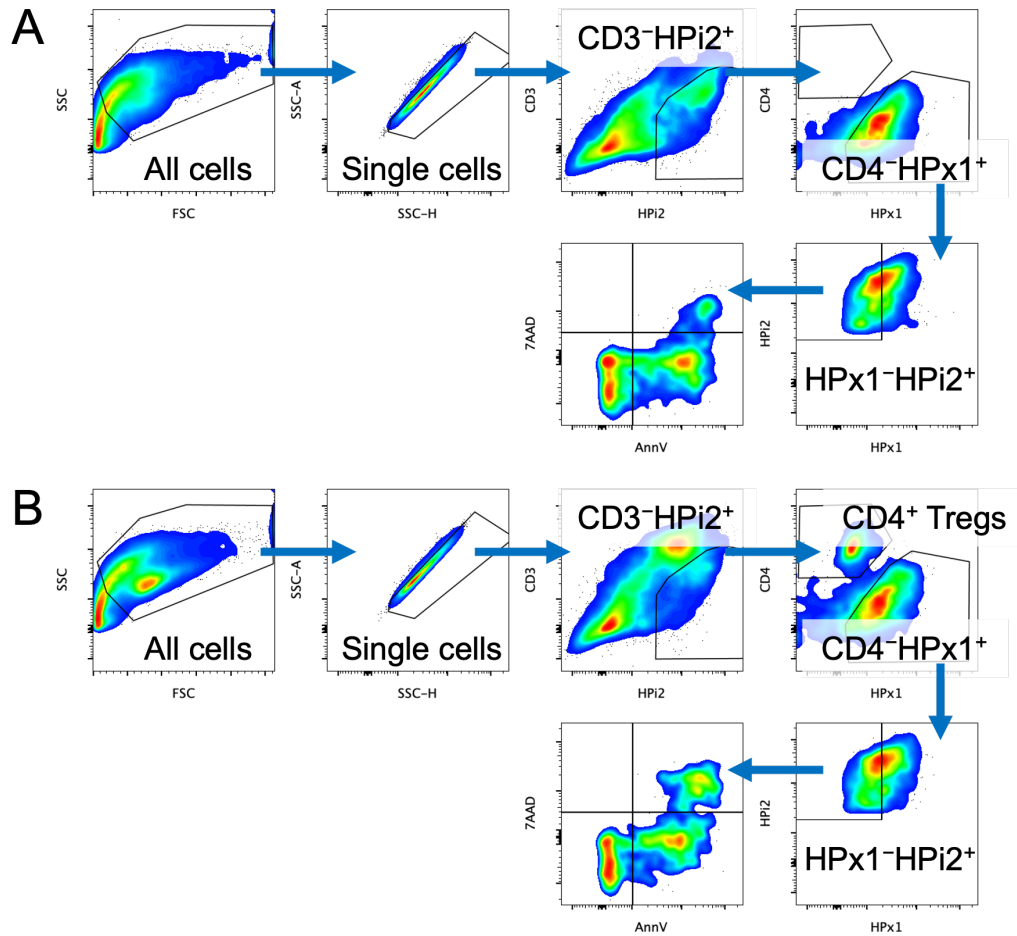 A
SSC
All cells
FSC
SSC-A
Single cells
SSC-H
CD3
CD3⁻HPi2⁺
HPi2
CD4
CD4⁻HPx1⁺
HPx1
7AAD
AnnV
HPi2
HPx1⁻HPi2⁺
HPx1
B
SSC
All cells
FSC
SSC-A
Single cells
SSC-H
CD3
CD3⁻HPi2⁺
HPi2
CD4
CD4⁺ Tregs
CD4⁻HPx1⁺
HPx1
7AAD
AnnV
HPi2
HPx1⁻HPi2⁺
HPx1